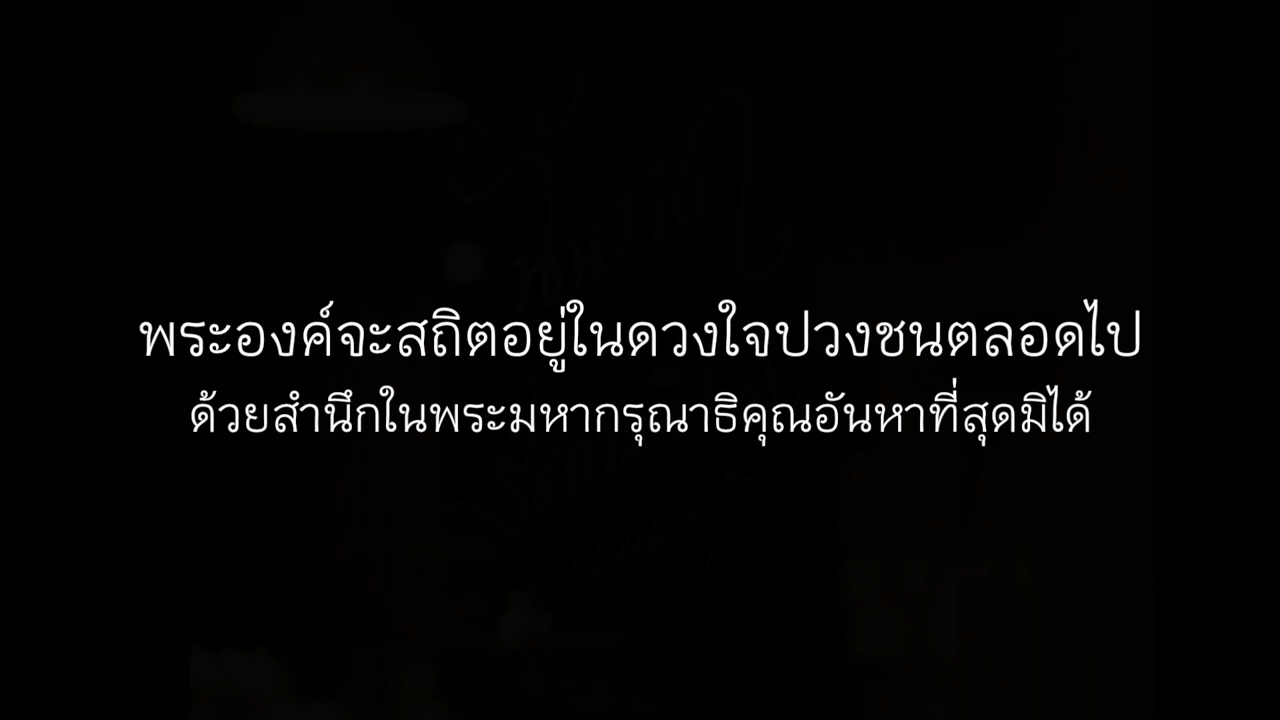 พระองค์จะสถิตอยู่ในดวงใจปวงชนตลอดไป
ด้วยสำนึกในพระมหากรุณาธิคุณอันหาที่สุดมิได้